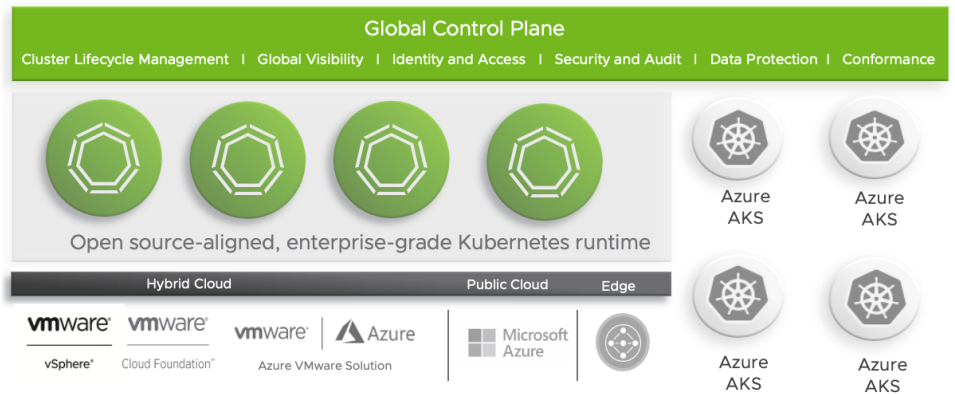 Global Control Plane
Cluster Lifecycle Management I Global Visibility I Identity and Access I Security and Audit I Data Protection I Conformance
Open source-aligned, enterprise-grade Kubernetes runtime
Hybrid Cloud
Public Cloud
Edge
vmware®
vSphere®
vmware®
Cloud Foundation™
vmware®
Azure
Azure VMware Solution
Microsoft
Azure
Azure
AKS
Azure
AKS
Azure
AKS
Azure
AKS